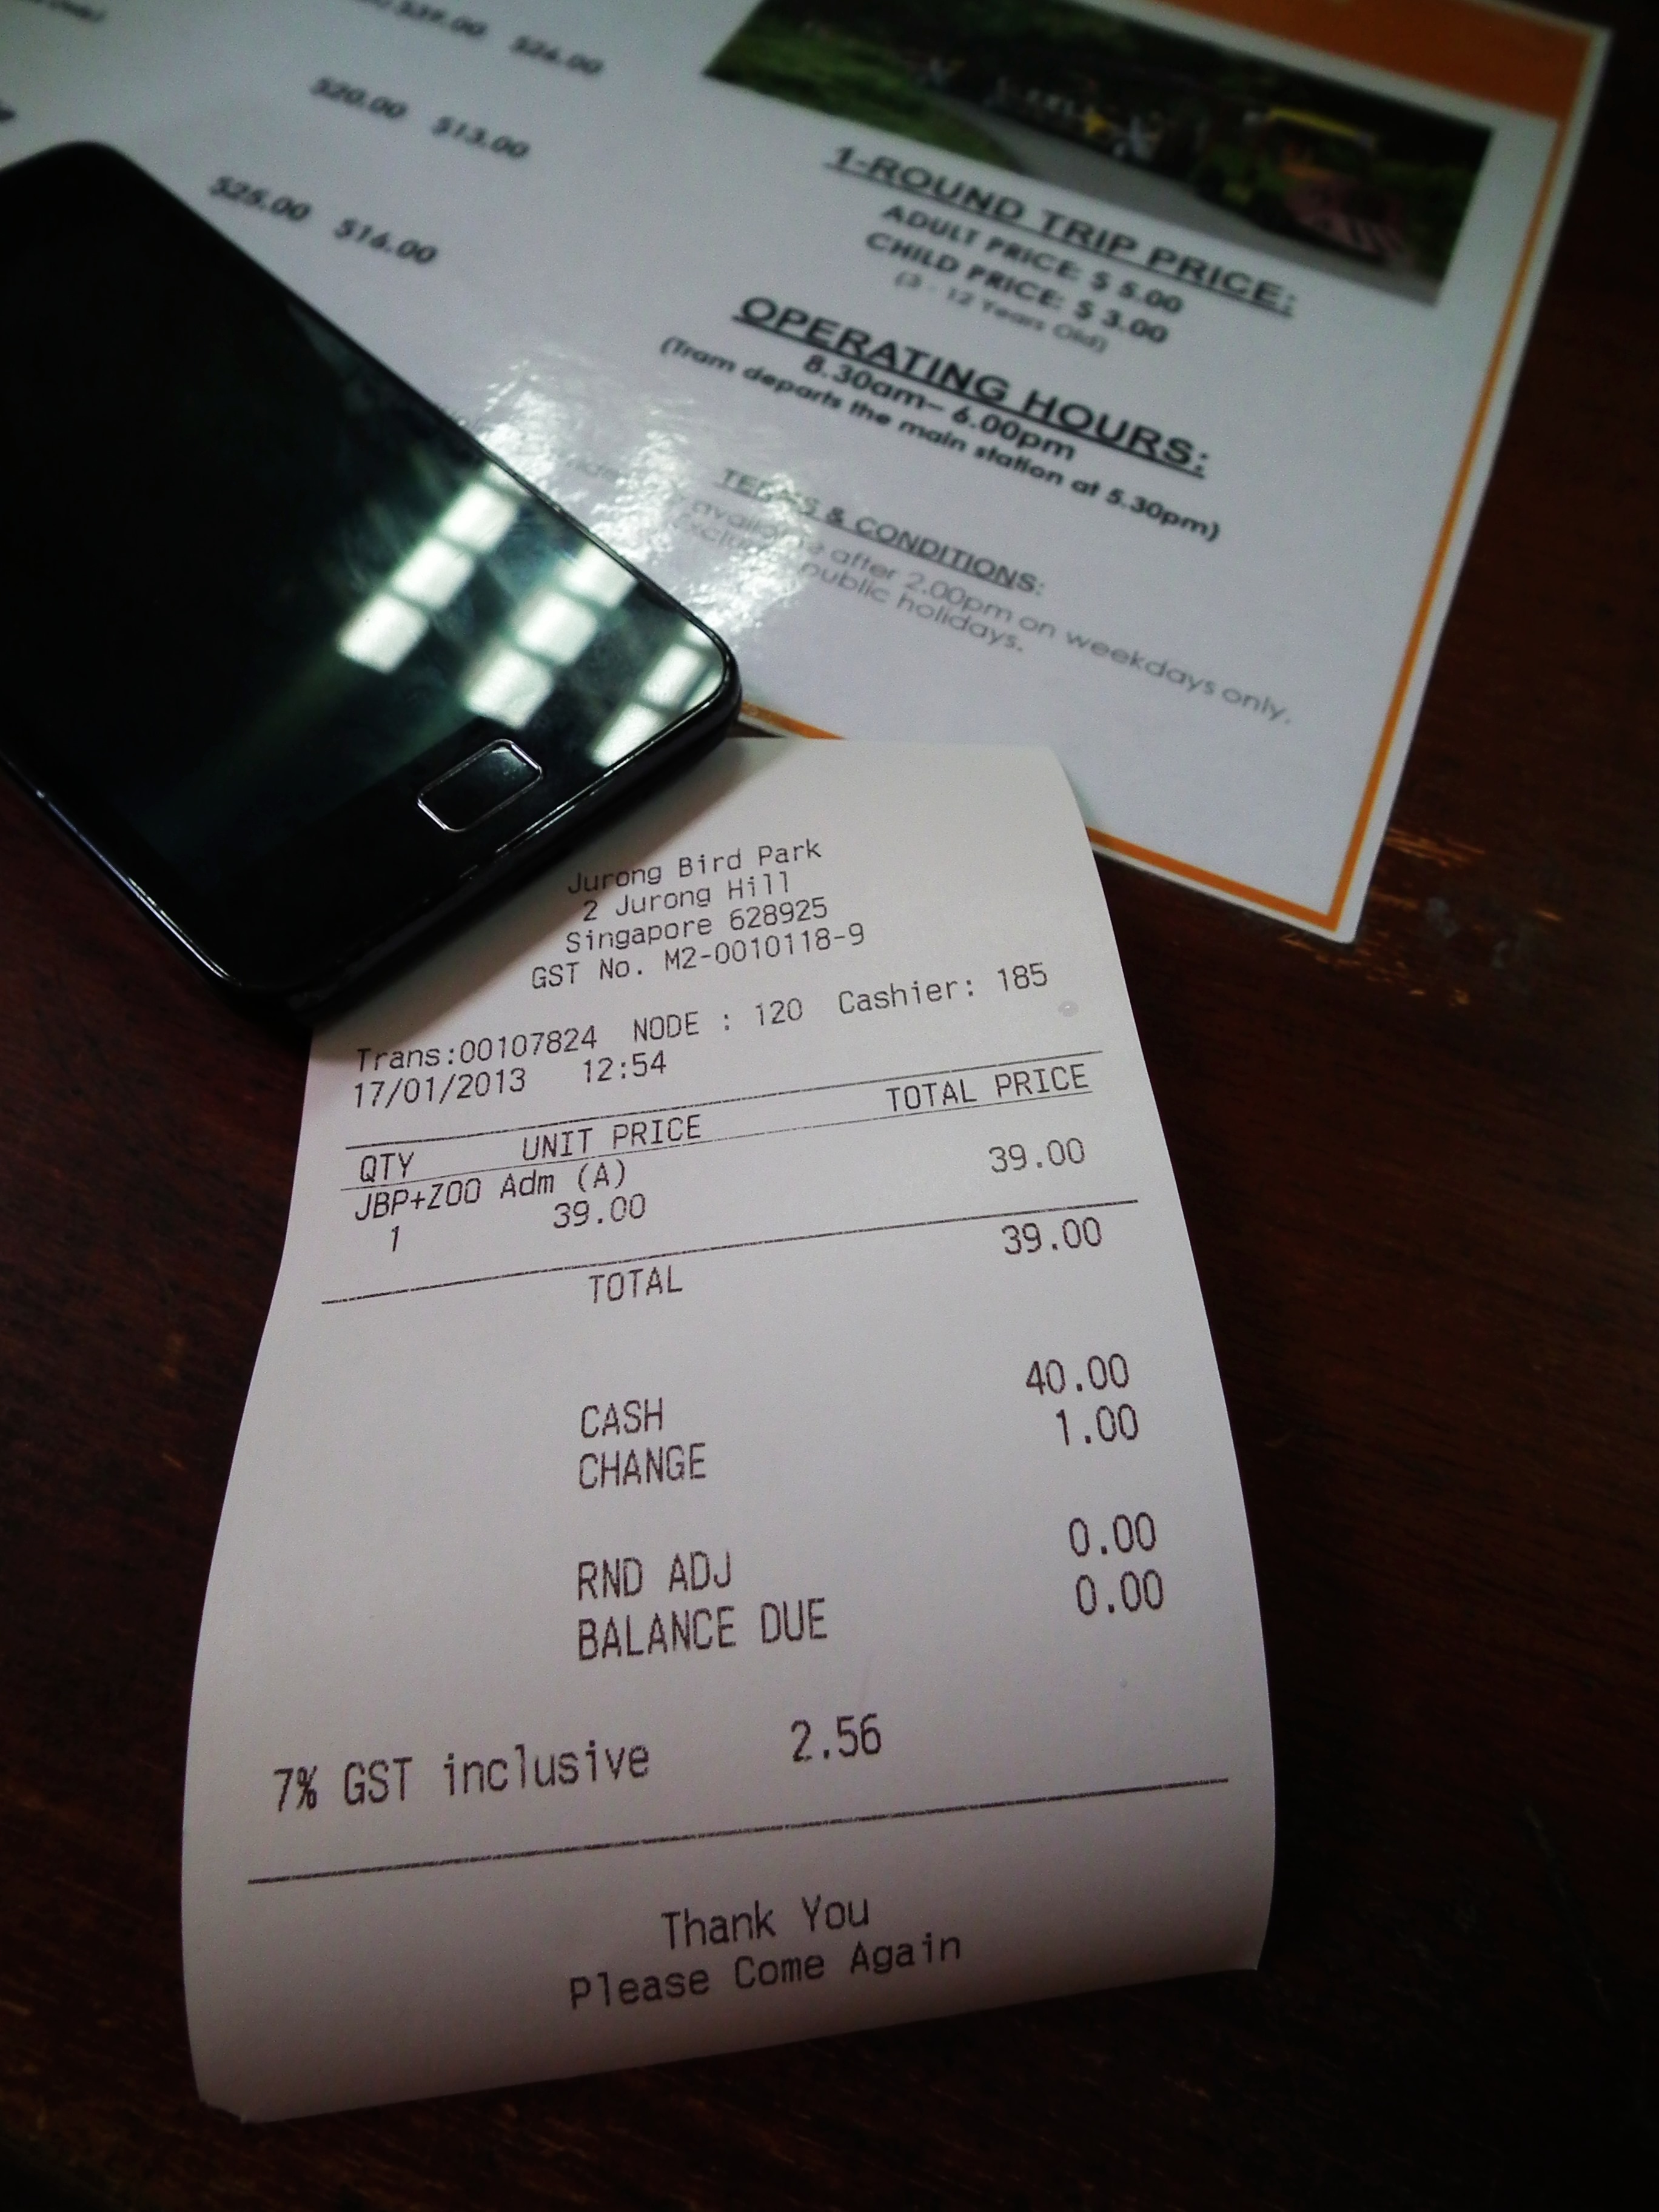 $39.00 $26.00
$20.00 $13.00
$25.00 $16.00
1-ROUND TRIP PRICE:
ADULT PRICE: $ 5.00
CHILD PRICE: $ 3.00
(3 - 12 Years Old)
OPERATING HOURS:
8.30am– 6.00pm
(Tram departs the main station at 5.30pm)
TERMS & CONDITIONS:
after 2.00pm on weekdays only.
public holidays.
Jurong Bird Park
2 Jurong Hill
Singapore 628925
GST No. M2-0010118-9
Trans:00107824 NODE : 120 Cashier: 185
17/01/2013 12:54
QTY UNIT PRICE TOTAL PRICE
JBP+ZOO Adm (A)
1 39.00 39.00
TOTAL 39.00
CASH 40.00
CHANGE 1.00
RND ADJ 0.00
BALANCE DUE 0.00
7% GST inclusive 2.56
Thank You
Please Come Again